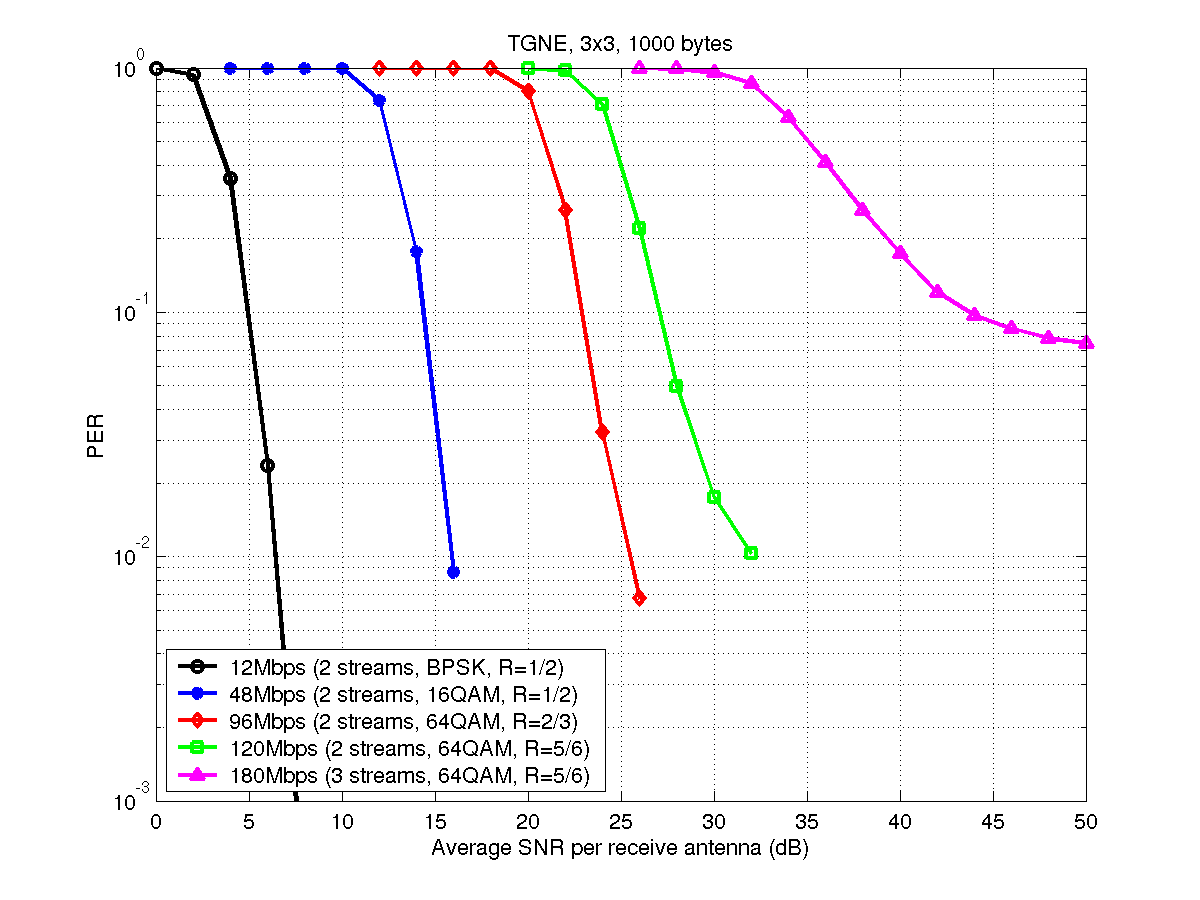 TGNE, 3x3, 1000 bytes
10^0
10^-1
10^-2
10^-3
PER
12Mbps (2 streams, BPSK, R=1/2)
48Mbps (2 streams, 16QAM, R=1/2)
96Mbps (2 streams, 64QAM, R=2/3)
120Mbps (2 streams, 64QAM, R=5/6)
180Mbps (3 streams, 64QAM, R=5/6)
0 5 10 15 20 25 30 35 40 45 50
Average SNR per receive antenna (dB)